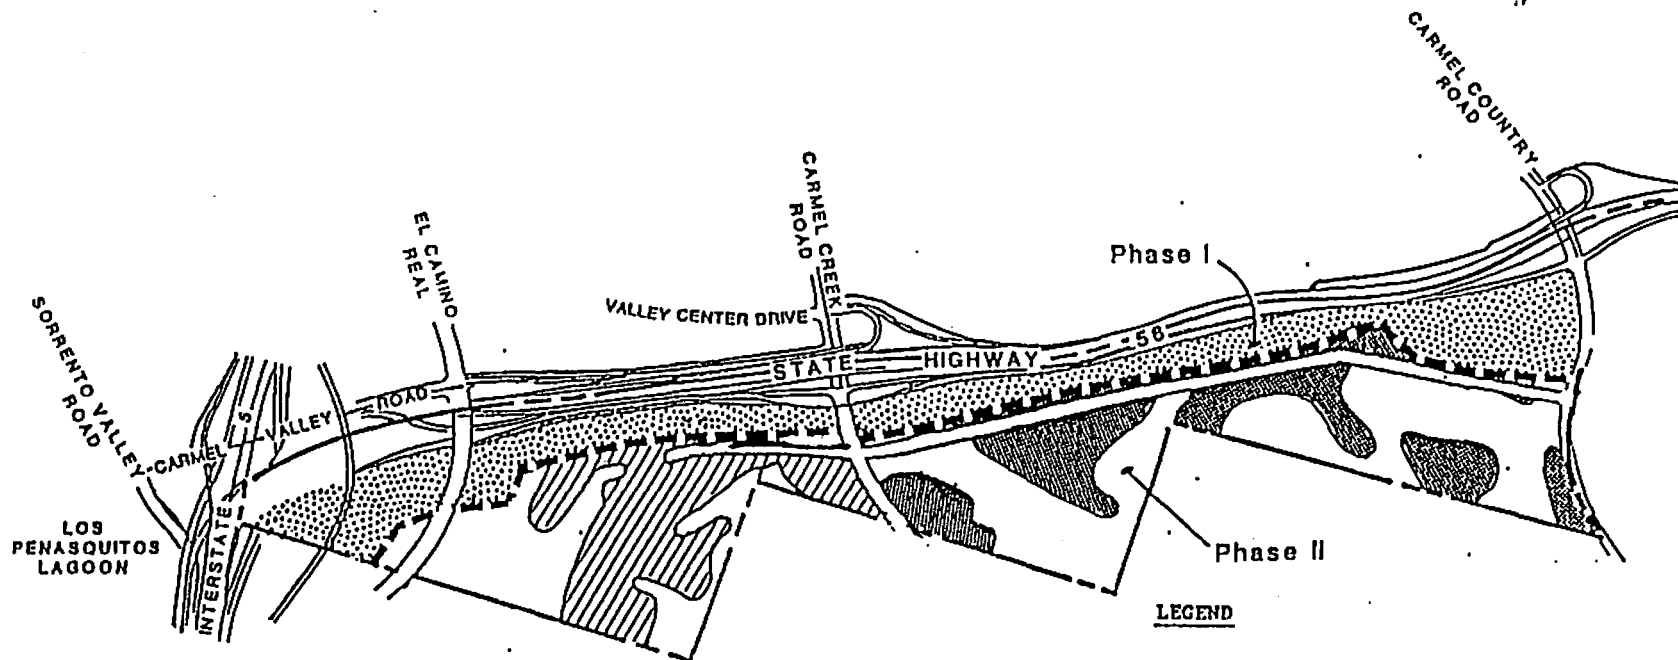 CARMEL COUNTRY
ROAD
CARMEL CREEK
ROAD
EL CAMINO
REAL
Phase I
VALLEY CENTER DRIVE
SORRENTO VALLEY
ROAD
STATE HIGHWAY 56
CARMEL VALLEY ROAD
INTERSTATE 5
LOS
PENASQUITOS
LAGOON
Phase II
LEGEND